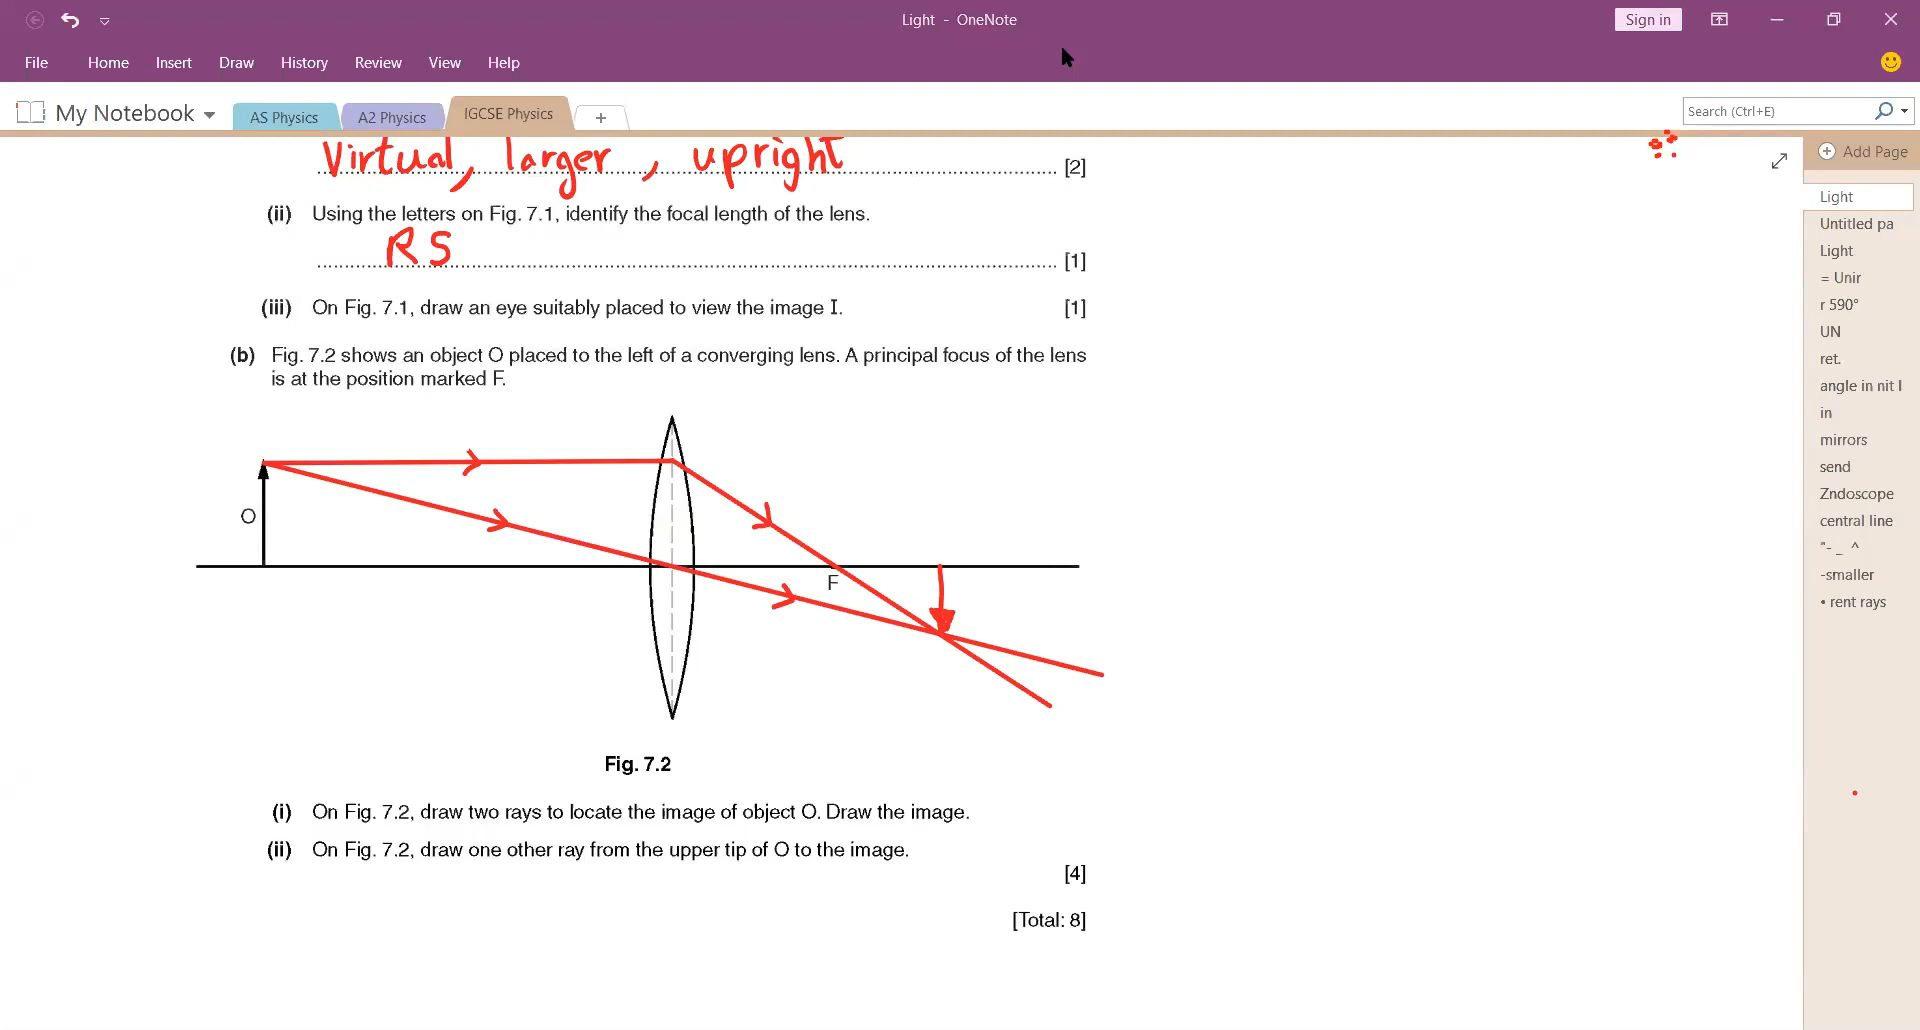 Light - OneNote
Sign in
File Home Insert Draw History Review View Help
My Notebook
AS Physics
A2 Physics
IGCSE Physics
+
Search (Ctrl+E)
Add Page
Virtual, larger, upright [2]
(ii) Using the letters on Fig. 7.1, identify the focal length of the lens.
RS
[1]
(iii) On Fig. 7.1, draw an eye suitably placed to view the image I. [1]
(b) Fig. 7.2 shows an object O placed to the left of a converging lens. A principal focus of the lens
is at the position marked F.
O
F
Fig. 7.2
(i) On Fig. 7.2, draw two rays to locate the image of object O. Draw the image.
(ii) On Fig. 7.2, draw one other ray from the upper tip of O to the image.
[4]
[Total: 8]
Light
Untitled pa
Light
= Unir
r 590°
UN
ret.
angle in nit I
in
mirrors
send
Zndoscope
central line
"- _ ^
-smaller
• rent rays